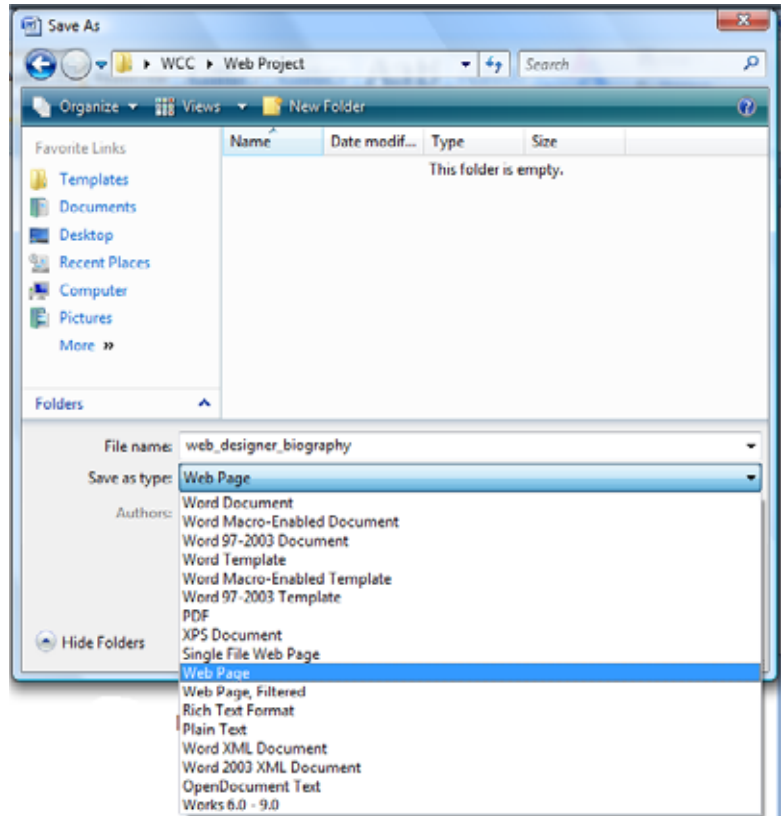 Save As
WCC Web Project Search
Organize Views New Folder
Favorite Links
Templates
Documents
Desktop
Recent Places
Computer
Pictures
More »
Folders
Name Date modif... Type Size
This folder is empty.
File name: web_designer_biography
Save as type: Web Page
Authors:
Word Document
Word Macro-Enabled Document
Word 97-2003 Document
Word Template
Word Macro-Enabled Template
Word 97-2003 Template
PDF
XPS Document
Single File Web Page
Web Page
Web Page, Filtered
Rich Text Format
Plain Text
Word XML Document
Word 2003 XML Document
OpenDocument Text
Works 6.0 - 9.0
Hide Folders